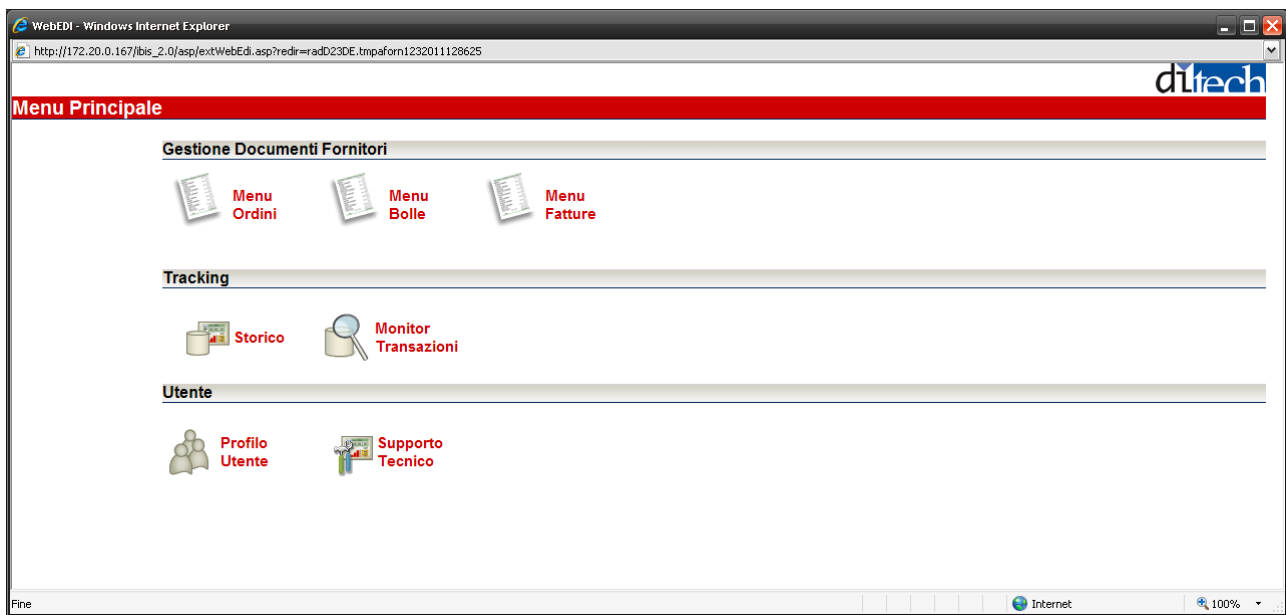 WebEDI - Windows Internet Explorer
http://172.20.0.167/ibis_2.0/asp/extWebEdi.asp?redir=radD23DE.tmpaforn1232011128625
dìtech
Menu Principale
Gestione Documenti Fornitori
Menu Ordini
Menu Bolle
Menu Fatture
Tracking
Storico
Monitor Transazioni
Utente
Profilo Utente
Supporto Tecnico
Fine
Internet
100%